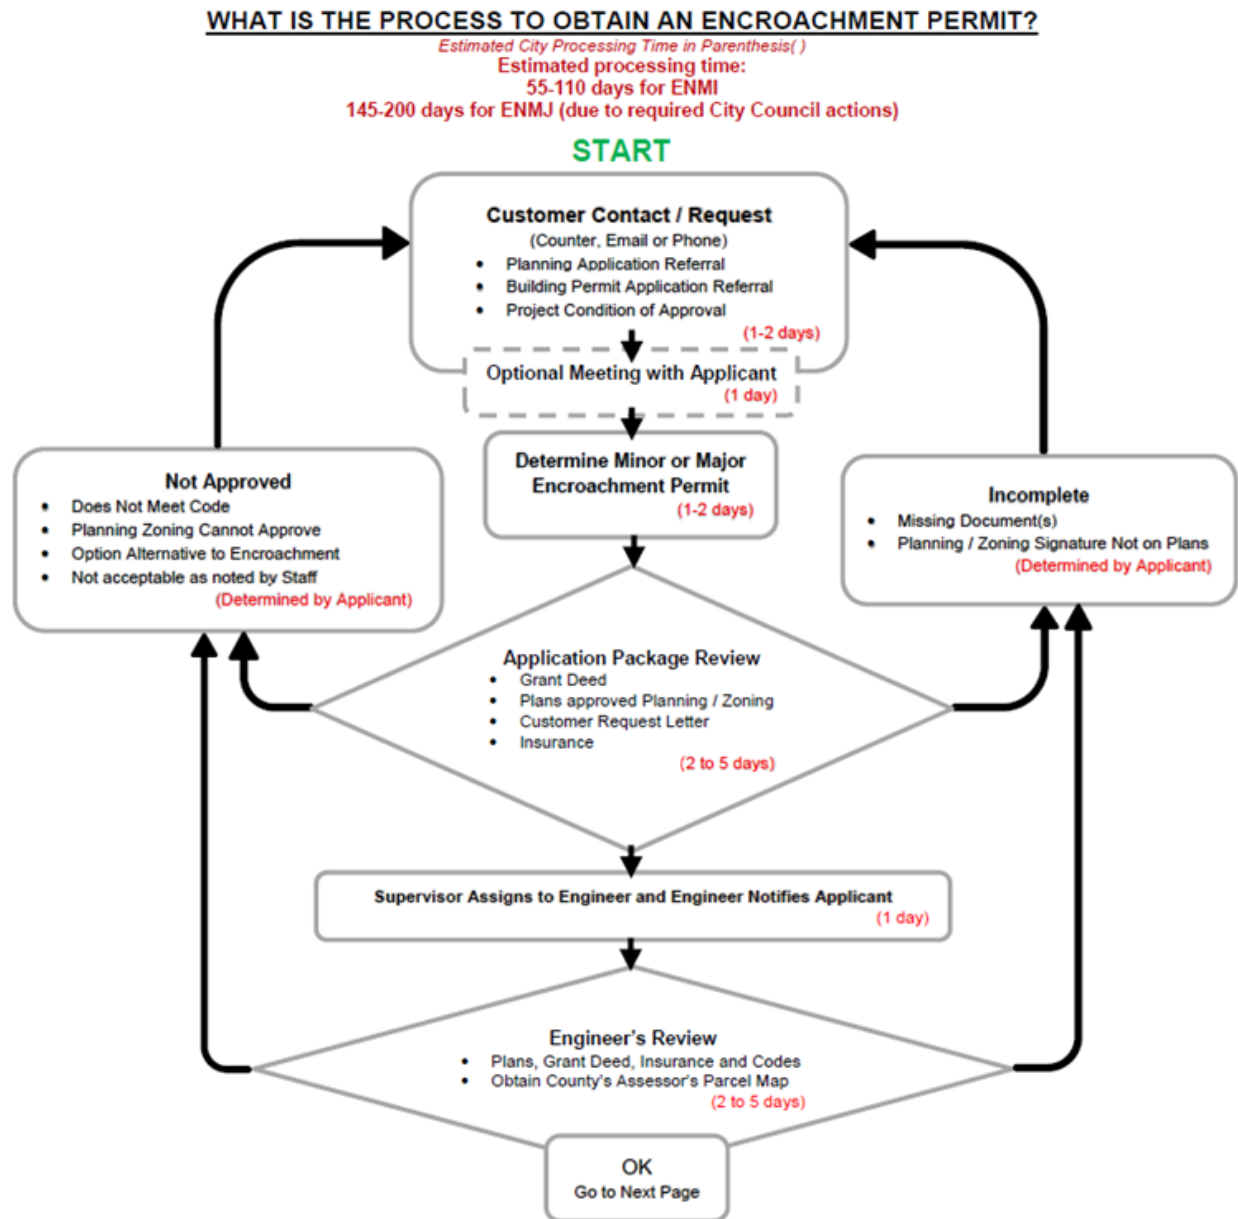 WHAT IS THE PROCESS TO OBTAIN AN ENCROACHMENT PERMIT?
Estimated City Processing Time in Parenthesis( )
Estimated processing time:
55-110 days for ENMI
145-200 days for ENMJ (due to required City Council actions)
START
Customer Contact / Request
(Counter, Email or Phone)
• Planning Application Referral
• Building Permit Application Referral
• Project Condition of Approval
(1-2 days)
Optional Meeting with Applicant
(1 day)
Determine Minor or Major
Encroachment Permit
(1-2 days)
Not Approved
• Does Not Meet Code
• Planning Zoning Cannot Approve
• Option Alternative to Encroachment
• Not acceptable as noted by Staff
(Determined by Applicant)
Incomplete
• Missing Document(s)
• Planning / Zoning Signature Not on Plans
(Determined by Applicant)
Application Package Review
• Grant Deed
• Plans approved Planning / Zoning
• Customer Request Letter
• Insurance
(2 to 5 days)
Supervisor Assigns to Engineer and Engineer Notifies Applicant
(1 day)
Engineer's Review
• Plans, Grant Deed, Insurance and Codes
• Obtain County's Assessor's Parcel Map
(2 to 5 days)
OK
Go to Next Page